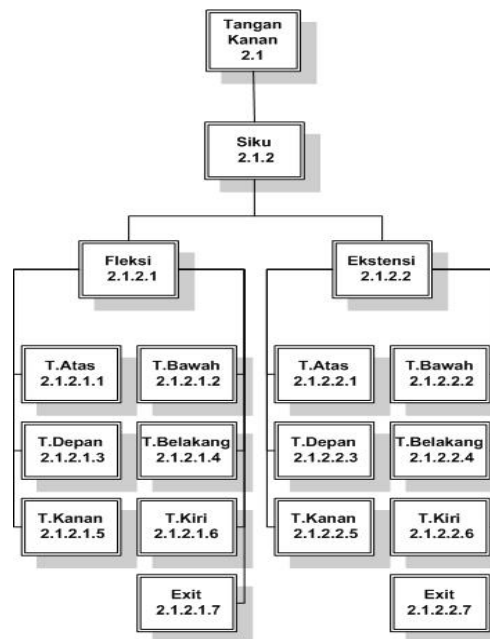 Tangan
Kanan
2.1
Siku
2.1.2
Fleksi
2.1.2.1
Ekstensi
2.1.2.2
T.Atas
2.1.2.1.1
T.Bawah
2.1.2.1.2
T.Atas
2.1.2.2.1
T.Bawah
2.1.2.2.2
T.Depan
2.1.2.1.3
T.Belakang
2.1.2.1.4
T.Depan
2.1.2.2.3
T.Belakang
2.1.2.2.4
T.Kanan
2.1.2.1.5
T.Kiri
2.1.2.1.6
T.Kanan
2.1.2.2.5
T.Kiri
2.1.2.2.6
Exit
2.1.2.1.7
Exit
2.1.2.2.7